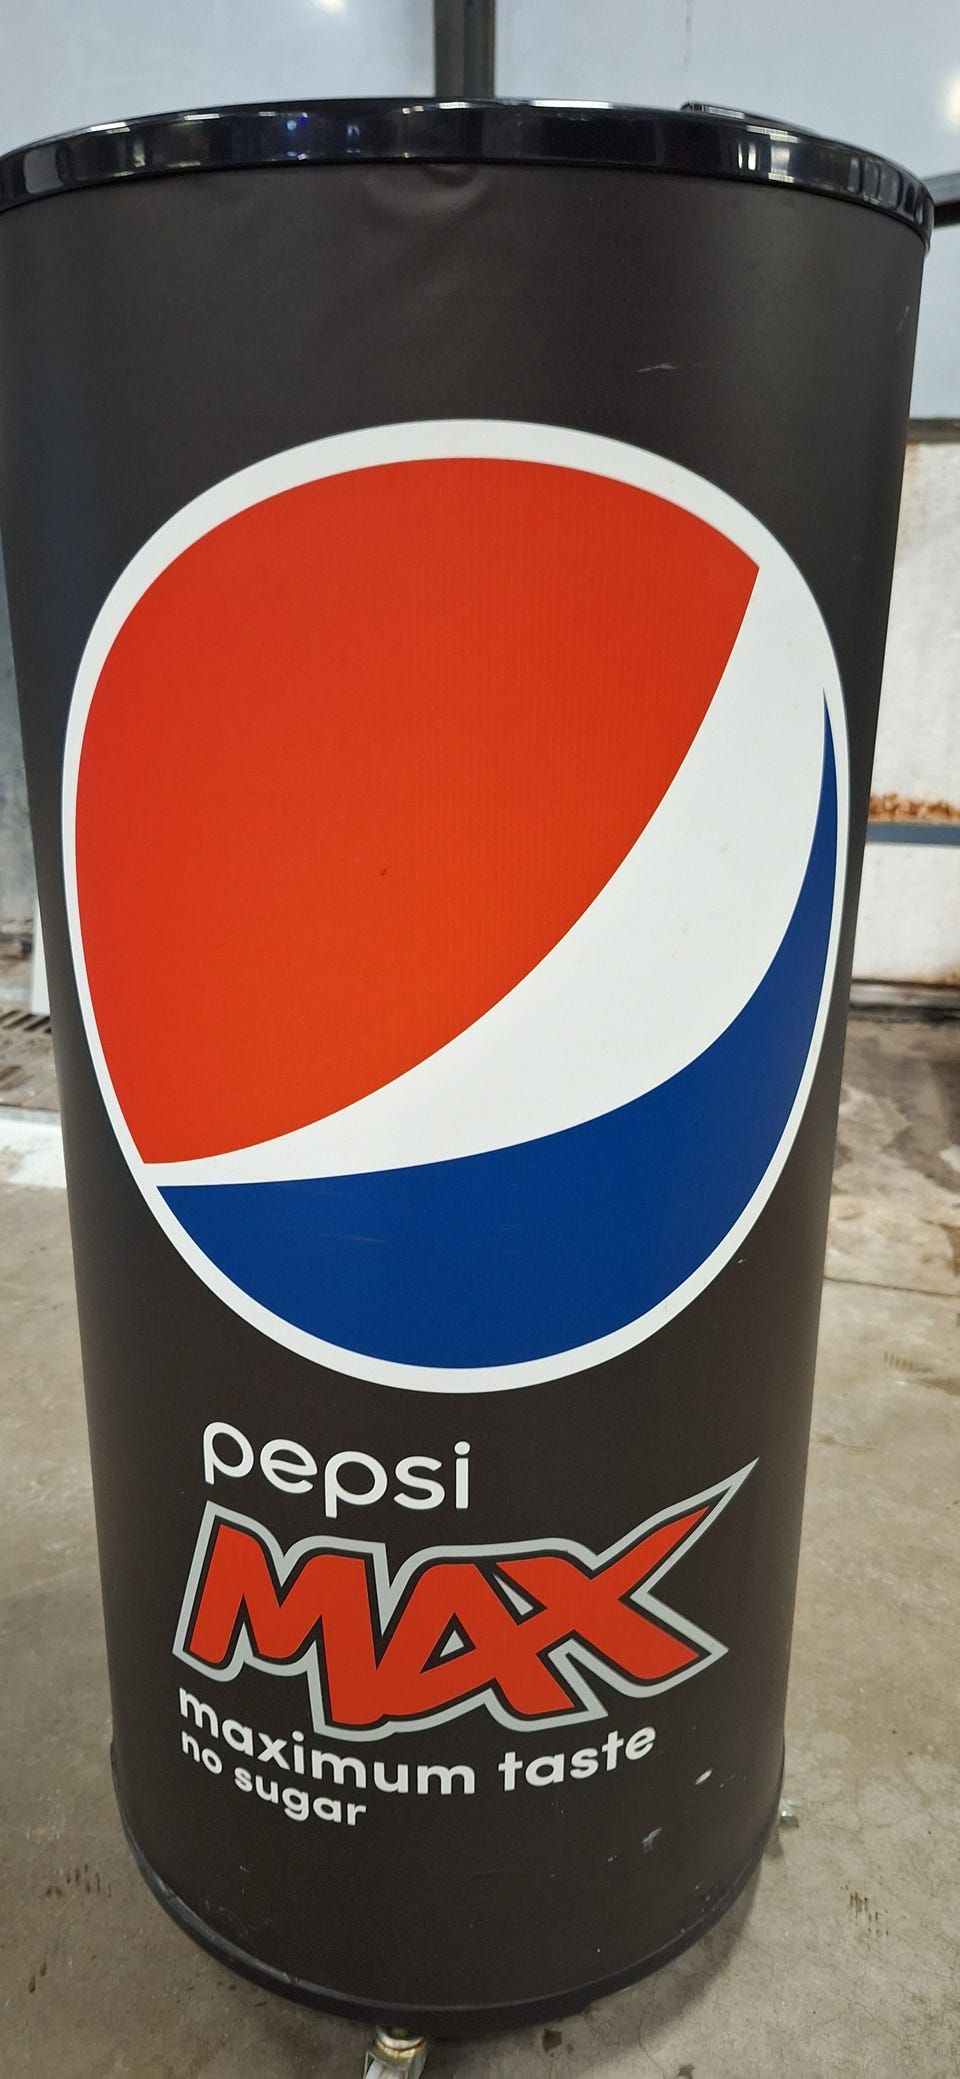 pepsi
MAX
maximum taste
no sugar